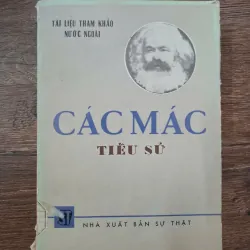 TÀI LIỆU THAM KHẢO
NƯỚC NGOÀI
CÁC MÁC
TIỂU SỬ
NHÀ XUẤT BẢN SỰ THẬT